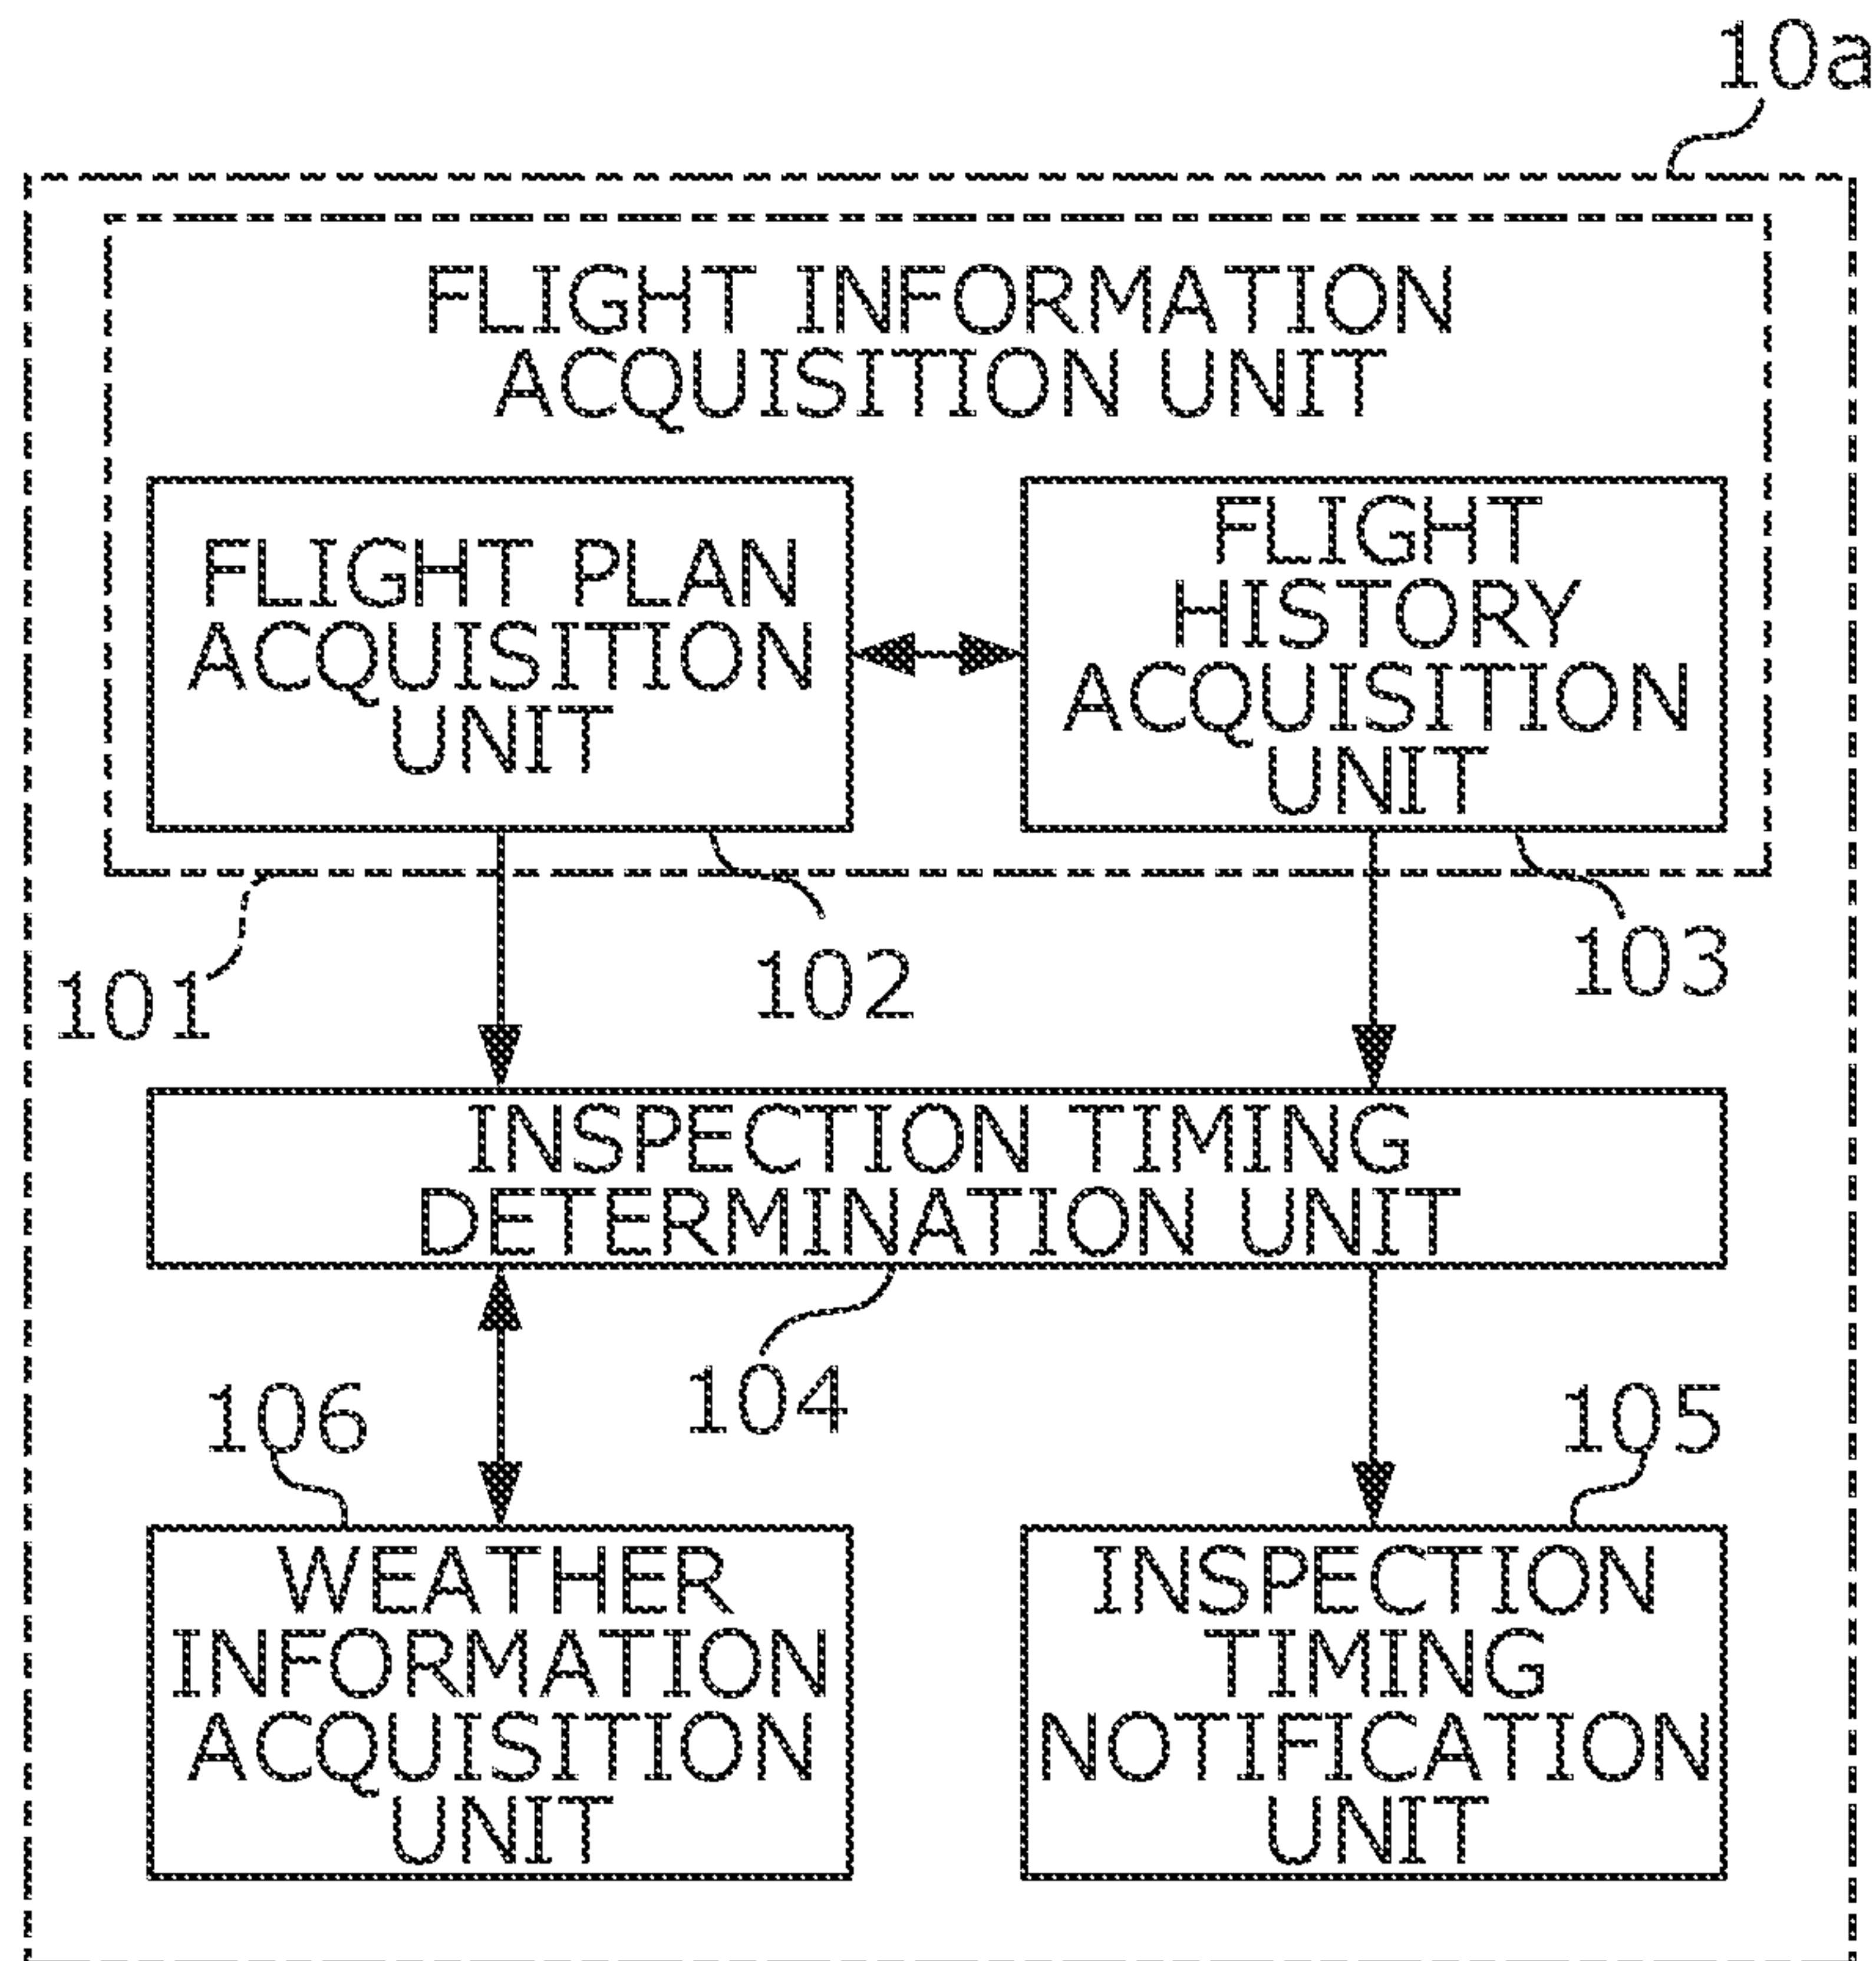 10a
FLIGHT INFORMATION
ACQUISITION UNIT
FLIGHT PLAN
ACQUISITION
UNIT
FLIGHT
HISTORY
ACQUISITION
UNIT
101
102
103
INSPECTION TIMING
DETERMINATION UNIT
104
106
105
WEATHER
INFORMATION
ACQUISITION
UNIT
INSPECTION
TIMING
NOTIFICATION
UNIT